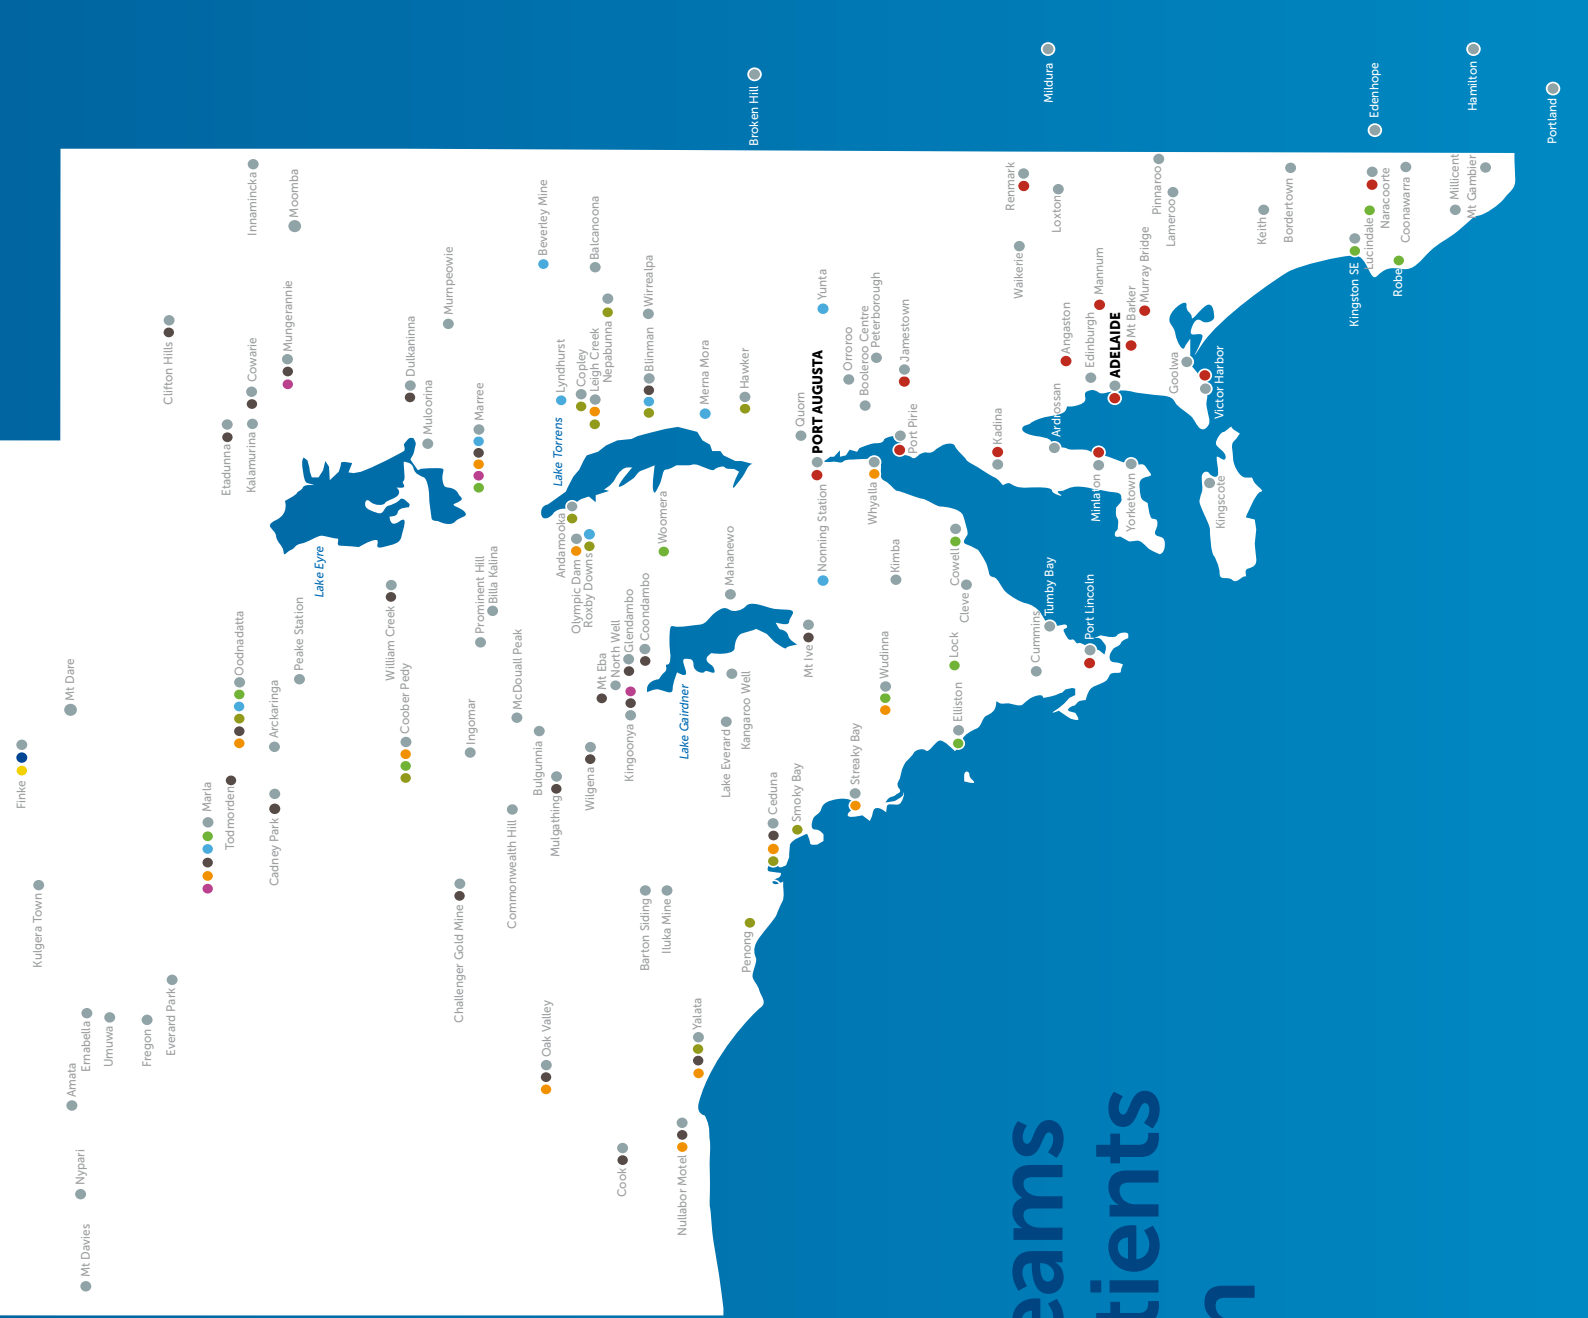 Broken Hill
Mildura
Edenhope
Hamilton
Portland
Innamincka
Moomba
Clifton Hills
Cowarie
Mungerannie
Etadunna
Kalamurina
Dulkaninna
Muloorina
Murnpeowie
Marree
Beverley Mine
Balcanoona
Lyndhurst
Copley
Leigh Creek
Nepabunna
Wirrealpa
Blinman
Merna Mora
Hawker
Yunta
Lake Torrens
Lake Eyre
Quorn
PORT AUGUSTA
Orroroo
Booleroo Centre
Peterborough
Jamestown
Port Pirie
Renmark
Loxton
Waikerie
Pinnaroo
Lameroo
Mannum
Murray Bridge
Mt Barker
Angaston
Edinburgh
ADELAIDE
Goolwa
Victor Harbor
Keith
Bordertown
Kingston SE
Lucindale
Naracoorte
Coonawarra
Robe
Millicent
Mt Gambier
Kadina
Ardrossan
Minlaton
Yorketown
Kingscote
Whyalla
Nonning Station
Kimba
Cowell
Cleve
Tumby Bay
Port Lincoln
Cummins
Lock
Elliston
Wudinna
Streaky Bay
Andamooka
Olympic Dam
Roxby Downs
Woomera
Mahanewo
Prominent Hill
Billa Kalina
William Creek
Coober Pedy
Peake Station
Oodnadatta
Arckaringa
Mt Dare
Finke
Marla
Todmorden
Cadney Park
Ingomar
McDouall Peak
Bulgunnia
Mulgathing
Wilgena
Mt Eba
North Well
Glendambo
Coondambo
Kingoonya
Lake Gairdner
Lake Everard
Kangaroo Well
Mt Ive
Ceduna
Smoky Bay
Commonwealth Hill
Challenger Gold Mine
Barton Siding
Iluka Mine
Penong
Kulgera Town
Everard Park
Fregon
Umuwa
Ernabella
Amata
Nypari
Mt Davies
Oak Valley
Yalata
Cook
Nullabor Motel
eams
tients
n